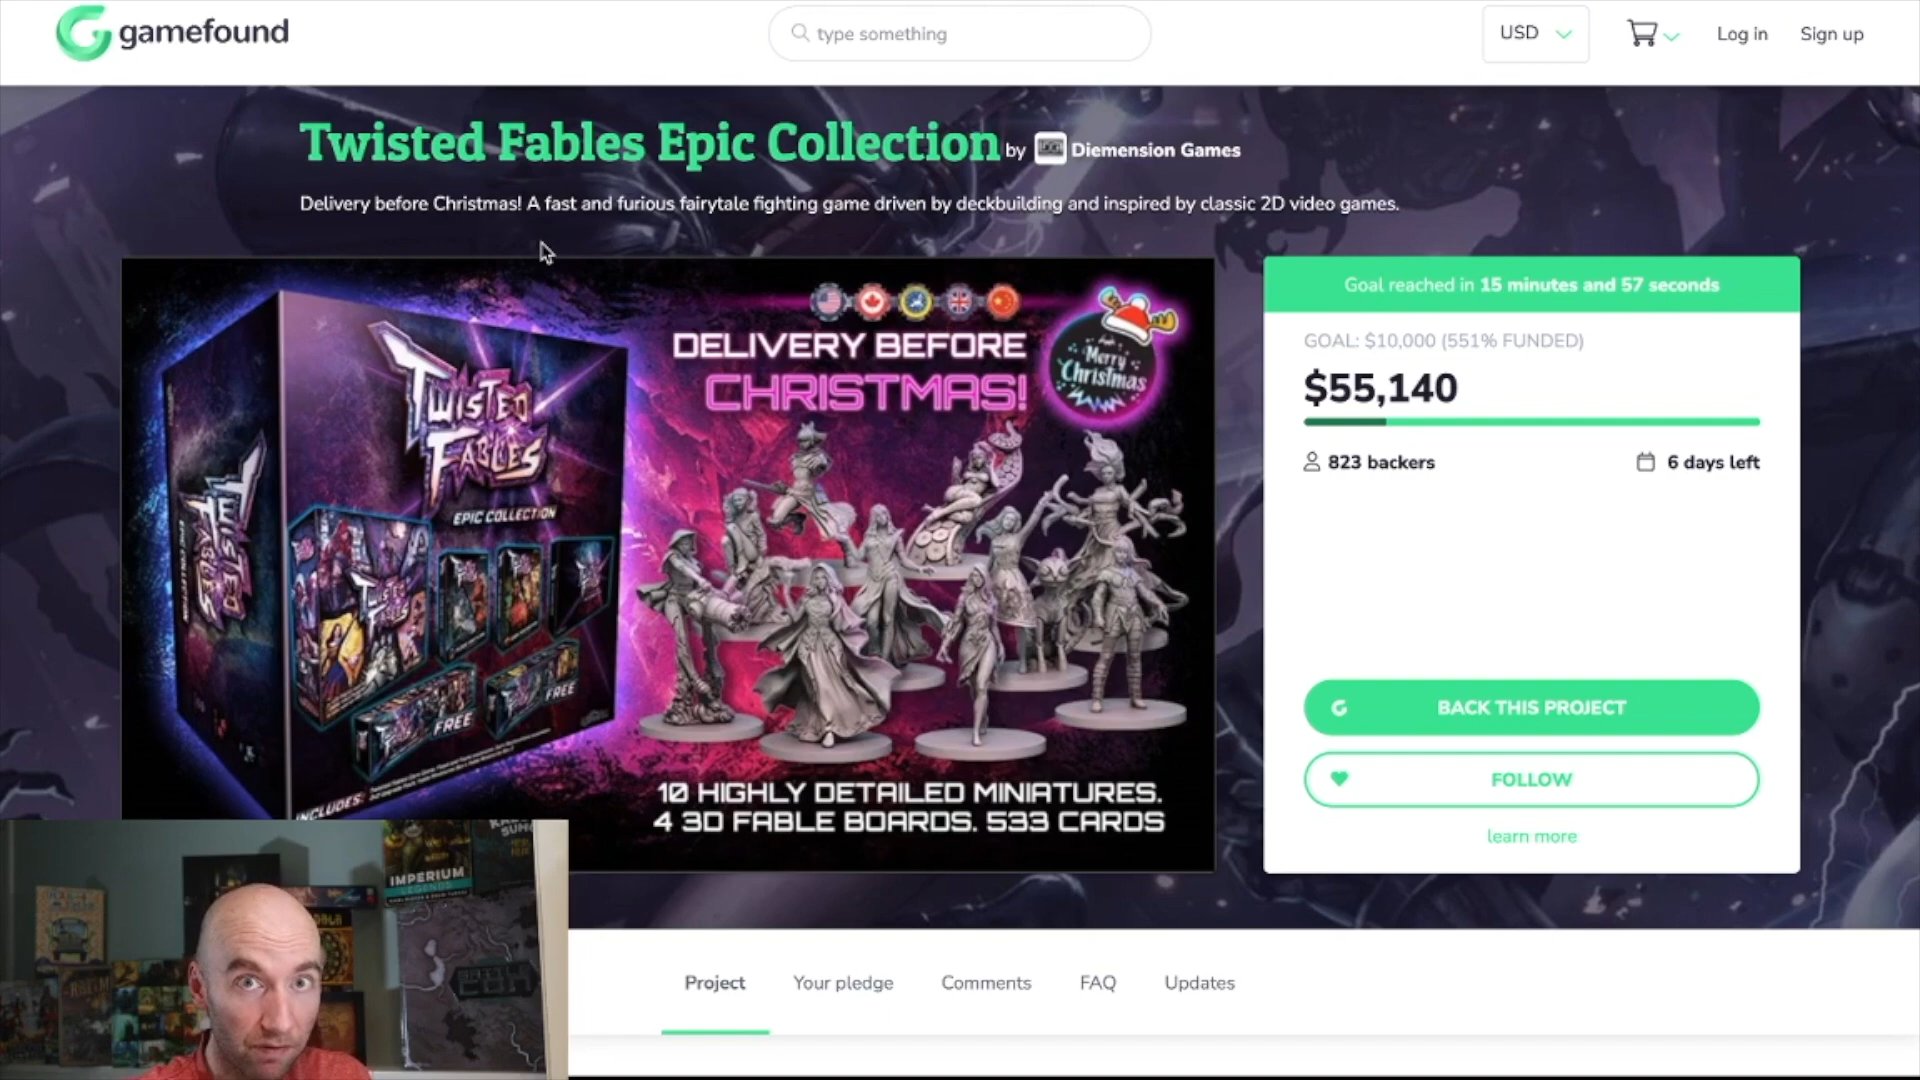 gamefound
type something
USD
Log in
Sign up
Twisted Fables Epic Collection by Diemension Games
Delivery before Christmas! A fast and furious fairytale fighting game driven by deckbuilding and inspired by classic 2D video games.
TWISTED
FABLES
EPIC COLLECTION
TWISTED
FABLES
EPIC COLLECTION
FREE
FREE
INCLUDES:
DELIVERY BEFORE
CHRISTMAS!
Merry
Christmas
10 HIGHLY DETAILED MINIATURES.
4 3D FABLE BOARDS. 533 CARDS
Goal reached in 15 minutes and 57 seconds
GOAL: $10,000 (551% FUNDED)
$55,140
823 backers
6 days left
BACK THIS PROJECT
FOLLOW
learn more
IMPERIUM
LEGENDS
Project
Your pledge
Comments
FAQ
Updates